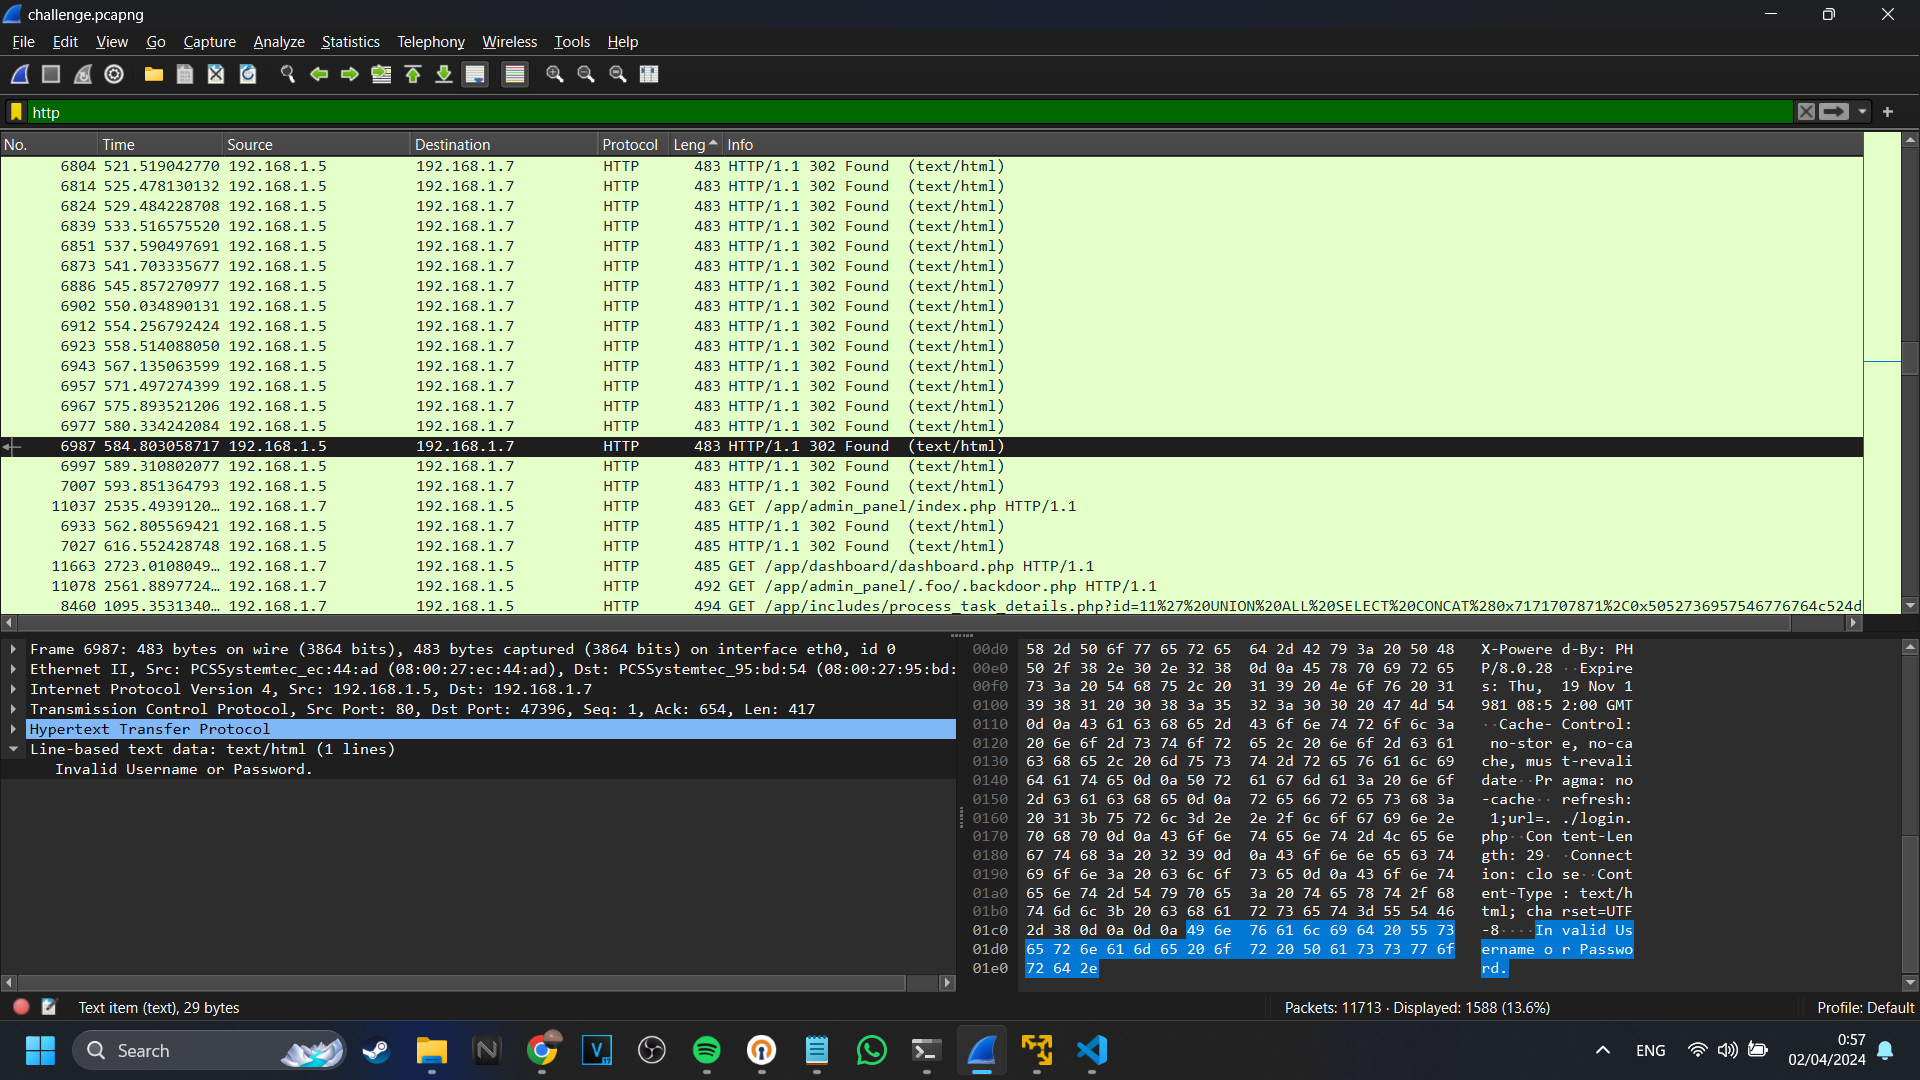 challenge.pcapng
File Edit View Go Capture Analyze Statistics Telephony Wireless Tools Help
http
No. Time Source Destination Protocol Leng Info
6804 521.519042770 192.168.1.5 192.168.1.7 HTTP 483 HTTP/1.1 302 Found (text/html)
6814 525.478130132 192.168.1.5 192.168.1.7 HTTP 483 HTTP/1.1 302 Found (text/html)
6824 529.484228708 192.168.1.5 192.168.1.7 HTTP 483 HTTP/1.1 302 Found (text/html)
6839 533.516575520 192.168.1.5 192.168.1.7 HTTP 483 HTTP/1.1 302 Found (text/html)
6851 537.590497691 192.168.1.5 192.168.1.7 HTTP 483 HTTP/1.1 302 Found (text/html)
6873 541.703335677 192.168.1.5 192.168.1.7 HTTP 483 HTTP/1.1 302 Found (text/html)
6886 545.857270977 192.168.1.5 192.168.1.7 HTTP 483 HTTP/1.1 302 Found (text/html)
6902 550.034890131 192.168.1.5 192.168.1.7 HTTP 483 HTTP/1.1 302 Found (text/html)
6912 554.256792424 192.168.1.5 192.168.1.7 HTTP 483 HTTP/1.1 302 Found (text/html)
6923 558.514088050 192.168.1.5 192.168.1.7 HTTP 483 HTTP/1.1 302 Found (text/html)
6943 567.135063599 192.168.1.5 192.168.1.7 HTTP 483 HTTP/1.1 302 Found (text/html)
6957 571.497274399 192.168.1.5 192.168.1.7 HTTP 483 HTTP/1.1 302 Found (text/html)
6967 575.893521206 192.168.1.5 192.168.1.7 HTTP 483 HTTP/1.1 302 Found (text/html)
6977 580.334242084 192.168.1.5 192.168.1.7 HTTP 483 HTTP/1.1 302 Found (text/html)
6987 584.803058717 192.168.1.5 192.168.1.7 HTTP 483 HTTP/1.1 302 Found (text/html)
6997 589.310802077 192.168.1.5 192.168.1.7 HTTP 483 HTTP/1.1 302 Found (text/html)
7007 593.851364793 192.168.1.5 192.168.1.7 HTTP 483 HTTP/1.1 302 Found (text/html)
11037 2535.4939120… 192.168.1.7 192.168.1.5 HTTP 483 GET /app/admin_panel/index.php HTTP/1.1
6933 562.805569421 192.168.1.5 192.168.1.7 HTTP 485 HTTP/1.1 302 Found (text/html)
7027 616.552428748 192.168.1.5 192.168.1.7 HTTP 485 HTTP/1.1 302 Found (text/html)
11663 2723.0108049… 192.168.1.7 192.168.1.5 HTTP 485 GET /app/dashboard/dashboard.php HTTP/1.1
11078 2561.8897724… 192.168.1.7 192.168.1.5 HTTP 492 GET /app/admin_panel/.foo/.backdoor.php HTTP/1.1
8460 1095.3531340… 192.168.1.7 192.168.1.5 HTTP 494 GET /app/includes/process_task_details.php?id=11%27%20UNION%20ALL%20SELECT%20CONCAT%280x7171707871%2C0x5052736957546776764c524d
Frame 6987: 483 bytes on wire (3864 bits), 483 bytes captured (3864 bits) on interface eth0, id 0
Ethernet II, Src: PCSSystemtec_ec:44:ad (08:00:27:ec:44:ad), Dst: PCSSystemtec_95:bd:54 (08:00:27:95:bd:
Internet Protocol Version 4, Src: 192.168.1.5, Dst: 192.168.1.7
Transmission Control Protocol, Src Port: 80, Dst Port: 47396, Seq: 1, Ack: 654, Len: 417
Hypertext Transfer Protocol
Line-based text data: text/html (1 lines)
Invalid Username or Password.
00d0 58 2d 50 6f 77 65 72 65 64 2d 42 79 3a 20 50 48 X-Powere d-By: PH
00e0 50 2f 38 2e 30 2e 32 38 0d 0a 45 78 70 69 72 65 P/8.0.28 ··Expire
00f0 73 3a 20 54 68 75 2c 20 31 39 20 4e 6f 76 20 31 s: Thu, 19 Nov 1
0100 39 38 31 20 30 38 3a 35 32 3a 30 30 20 47 4d 54 981 08:5 2:00 GMT
0110 0d 0a 43 61 63 68 65 2d 43 6f 6e 74 72 6f 6c 3a ··Cache- Control:
0120 20 6e 6f 2d 73 74 6f 72 65 2c 20 6e 6f 2d 63 61 no-stor e, no-ca
0130 63 68 65 2c 20 6d 75 73 74 2d 72 65 76 61 6c 69 che, mus t-revali
0140 64 61 74 65 0d 0a 50 72 61 67 6d 61 3a 20 6e 6f date··Pr agma: no
0150 2d 63 61 63 68 65 0d 0a 72 65 66 72 65 73 68 3a -cache·· refresh:
0160 20 31 3b 75 72 6c 3d 2e 2e 2f 6c 6f 67 69 6e 2e 1;url=. ./login.
0170 70 68 70 0d 0a 43 6f 6e 74 65 6e 74 2d 4c 65 6e php··Con tent-Len
0180 67 74 68 3a 20 32 39 0d 0a 43 6f 6e 6e 65 63 74 gth: 29· ·Connect
0190 69 6f 6e 3a 20 63 6c 6f 73 65 0d 0a 43 6f 6e 74 ion: clo se··Cont
01a0 65 6e 74 2d 54 79 70 65 3a 20 74 65 78 74 2f 68 ent-Type : text/h
01b0 74 6d 6c 3b 20 63 68 61 72 73 65 74 3d 55 54 46 tml; cha rset=UTF
01c0 2d 38 0d 0a 0d 0a 49 6e 76 61 6c 69 64 20 55 73 -8····In valid Us
01d0 65 72 6e 61 6d 65 20 6f 72 20 50 61 73 73 77 6f ername o r Passwo
01e0 72 64 2e rd.
Text item (text), 29 bytes
Packets: 11713 · Displayed: 1588 (13.6%)
Profile: Default
Search
ENG
0:57
02/04/2024